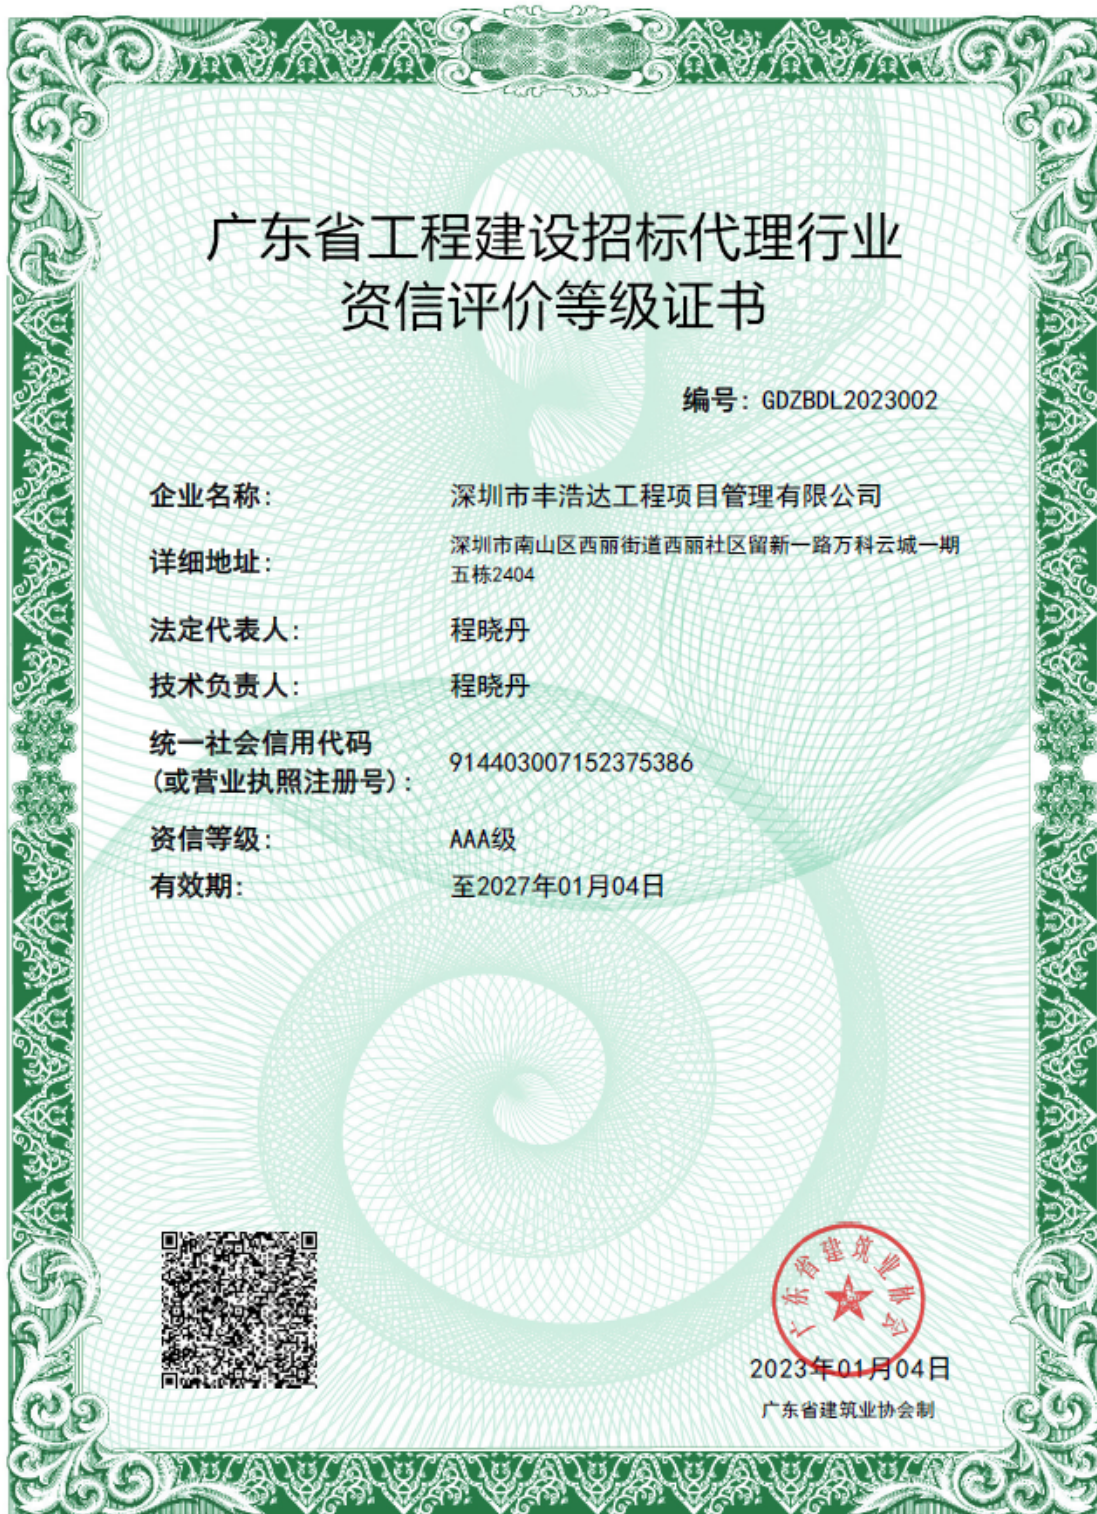 广东省工程建设招标代理行业
资信评价等级证书
编号：GDZBDL2023002
企业名称：深圳市丰浩达工程项目管理有限公司
详细地址：深圳市南山区西丽街道西丽社区留新一路万科云城一期
五栋2404
法定代表人：程晓丹
技术负责人：程晓丹
统一社会信用代码
(或营业执照注册号)：914403007152375386
资信等级：AAA级
有效期：至2027年01月04日
广东省建筑业协会
2023年01月04日
广东省建筑业协会制